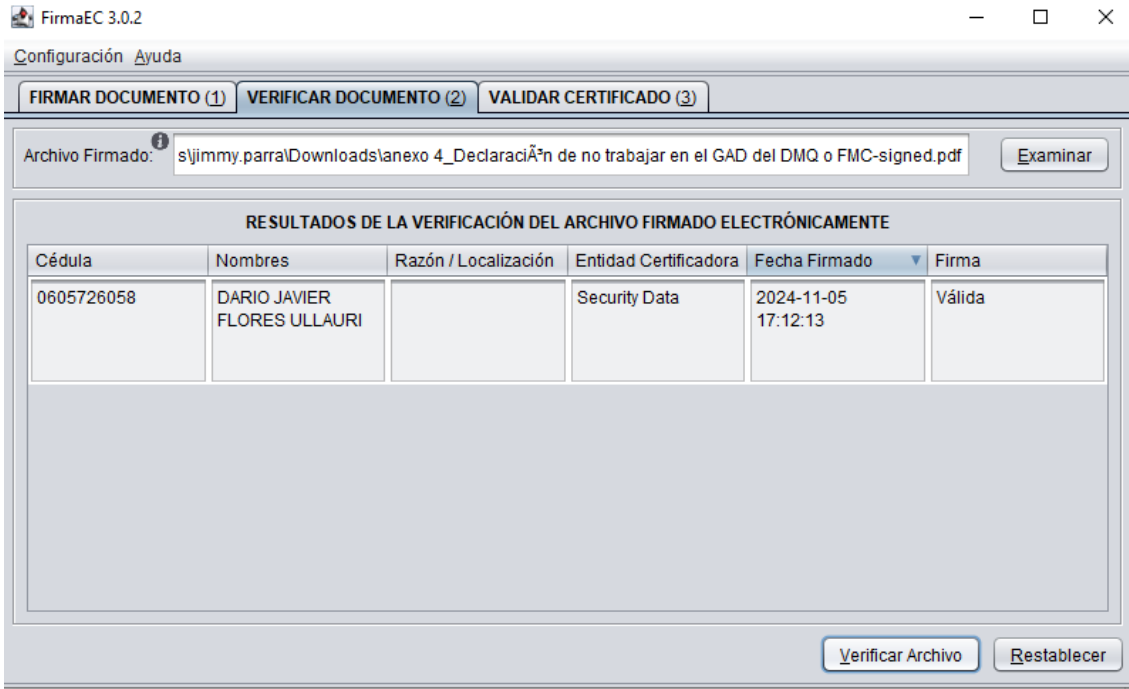 FirmaEC 3.0.2
Configuración Ayuda
FIRMAR DOCUMENTO (1) VERIFICAR DOCUMENTO (2) VALIDAR CERTIFICADO (3)
Archivo Firmado: s\jimmy.parra\Downloads\anexo 4_DeclaraciÃ³n de no trabajar en el GAD del DMQ o FMC-signed.pdf Examinar
RESULTADOS DE LA VERIFICACIÓN DEL ARCHIVO FIRMADO ELECTRÓNICAMENTE
Cédula Nombres Razón / Localización Entidad Certificadora Fecha Firmado Firma
0605726058 DARIO JAVIER Security Data 2024-11-05 Válida
FLORES ULLAURI 17:12:13
Verificar Archivo Restablecer